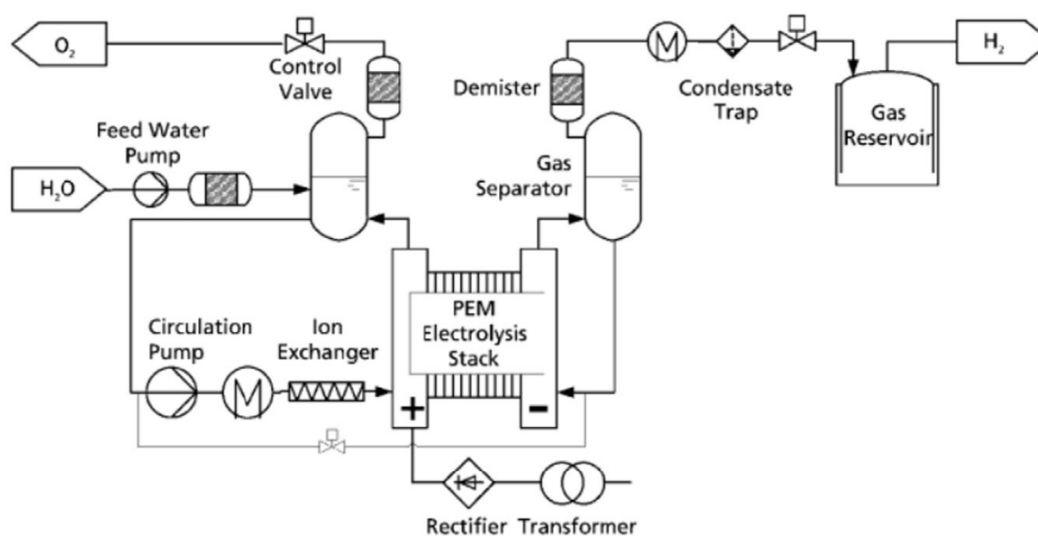 O₂
Control
Valve
Demister
Condensate
Trap
H₂
Gas
Reservoir
Feed Water
Pump
H₂O
Gas
Separator
PEM
Electrolysis
Stack
Circulation
Pump
Ion
Exchanger
+
−
Rectifier
Transformer